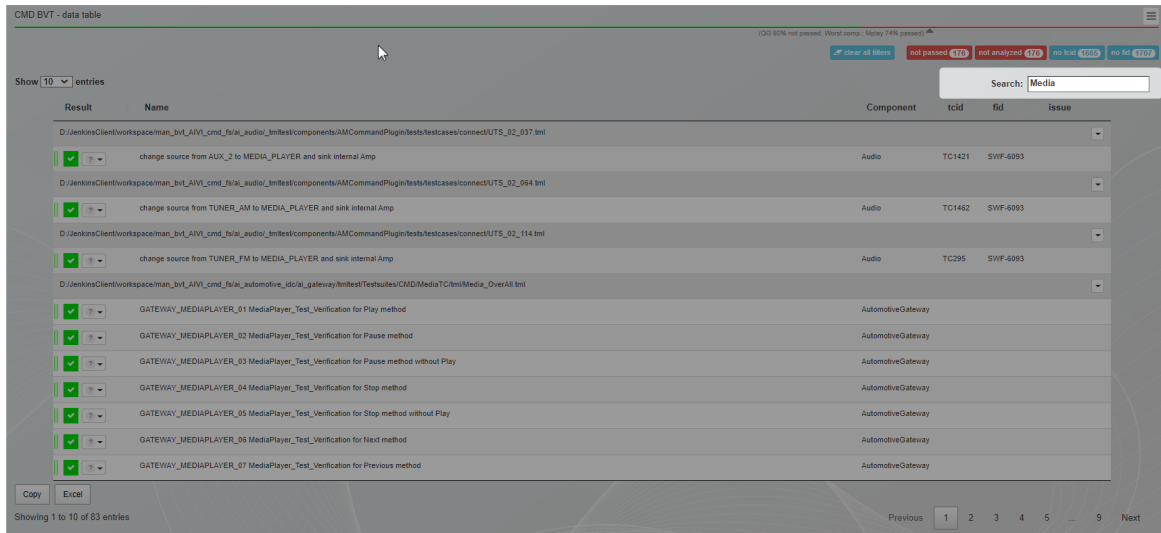 CMD BVT - data table
(QG 80% not passed, Worst comp.: Mplay 74% passed)
clear all filters not passed 176 not analyzed 176 no tcid 1665 no fid 1707
Show 10 entries Search: Media
Result Name Component tcid fid issue
D:/JenkinsClient/workspace/man_bvt_AIVI_cmd_fs/ai_audio/_tmltest/components/AMCommandPlugin/tests/testcases/connect/UTS_02_037.tml
? change source from AUX_2 to MEDIA_PLAYER and sink internal Amp Audio TC1421 SWF-6093
D:/JenkinsClient/workspace/man_bvt_AIVI_cmd_fs/ai_audio/_tmltest/components/AMCommandPlugin/tests/testcases/connect/UTS_02_064.tml
? change source from TUNER_AM to MEDIA_PLAYER and sink internal Amp Audio TC1462 SWF-6093
D:/JenkinsClient/workspace/man_bvt_AIVI_cmd_fs/ai_audio/_tmltest/components/AMCommandPlugin/tests/testcases/connect/UTS_02_114.tml
? change source from TUNER_FM to MEDIA_PLAYER and sink internal Amp Audio TC295 SWF-6093
D:/JenkinsClient/workspace/man_bvt_AIVI_cmd_fs/ai_automotive_idc/ai_gateway/tmltest/Testsuites/CMD/MediaTC/tml/Media_OverAll.tml
? GATEWAY_MEDIAPLAYER_01 MediaPlayer_Test_Verification for Play method AutomotiveGateway
? GATEWAY_MEDIAPLAYER_02 MediaPlayer_Test_Verification for Pause method AutomotiveGateway
? GATEWAY_MEDIAPLAYER_03 MediaPlayer_Test_Verification for Pause method without Play AutomotiveGateway
? GATEWAY_MEDIAPLAYER_04 MediaPlayer_Test_Verification for Stop method AutomotiveGateway
? GATEWAY_MEDIAPLAYER_05 MediaPlayer_Test_Verification for Stop method without Play AutomotiveGateway
? GATEWAY_MEDIAPLAYER_06 MediaPlayer_Test_Verification for Next method AutomotiveGateway
? GATEWAY_MEDIAPLAYER_07 MediaPlayer_Test_Verification for Previous method AutomotiveGateway
Copy Excel
Showing 1 to 10 of 83 entries Previous 1 2 3 4 5 ... 9 Next